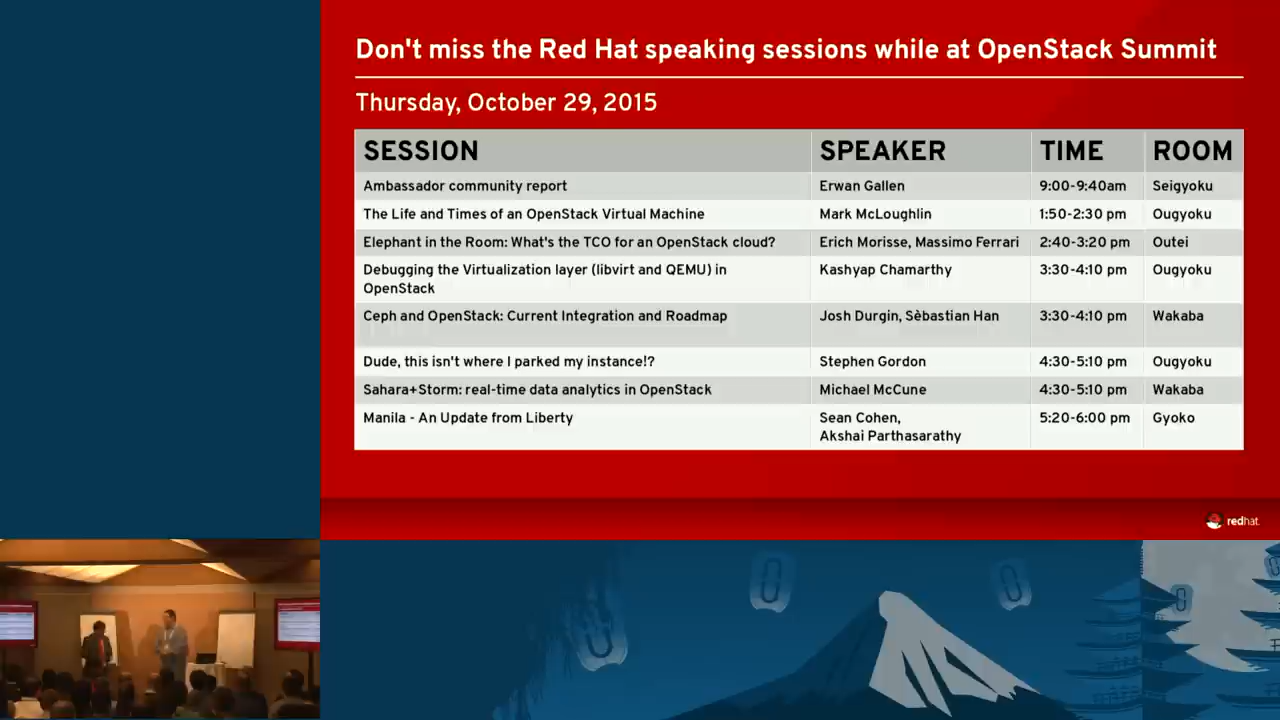 Don't miss the Red Hat speaking sessions while at OpenStack Summit
Thursday, October 29, 2015
SESSION SPEAKER TIME ROOM
Ambassador community report Erwan Gallen 9:00-9:40am Seigyoku
The Life and Times of an OpenStack Virtual Machine Mark McLoughlin 1:50-2:30 pm Ougyoku
Elephant in the Room: What's the TCO for an OpenStack cloud? Erich Morisse, Massimo Ferrari 2:40-3:20 pm Outei
Debugging the Virtualization layer (libvirt and QEMU) in Kashyap Chamarthy 3:30-4:10 pm Ougyoku
OpenStack
Ceph and OpenStack: Current Integration and Roadmap Josh Durgin, Sèbastian Han 3:30-4:10 pm Wakaba
Dude, this isn't where I parked my instance!? Stephen Gordon 4:30-5:10 pm Ougyoku
Sahara+Storm: real-time data analytics in OpenStack Michael McCune 4:30-5:10 pm Wakaba
Manila - An Update from Liberty Sean Cohen, 5:20-6:00 pm Gyoko
Akshai Parthasarathy
redhat.